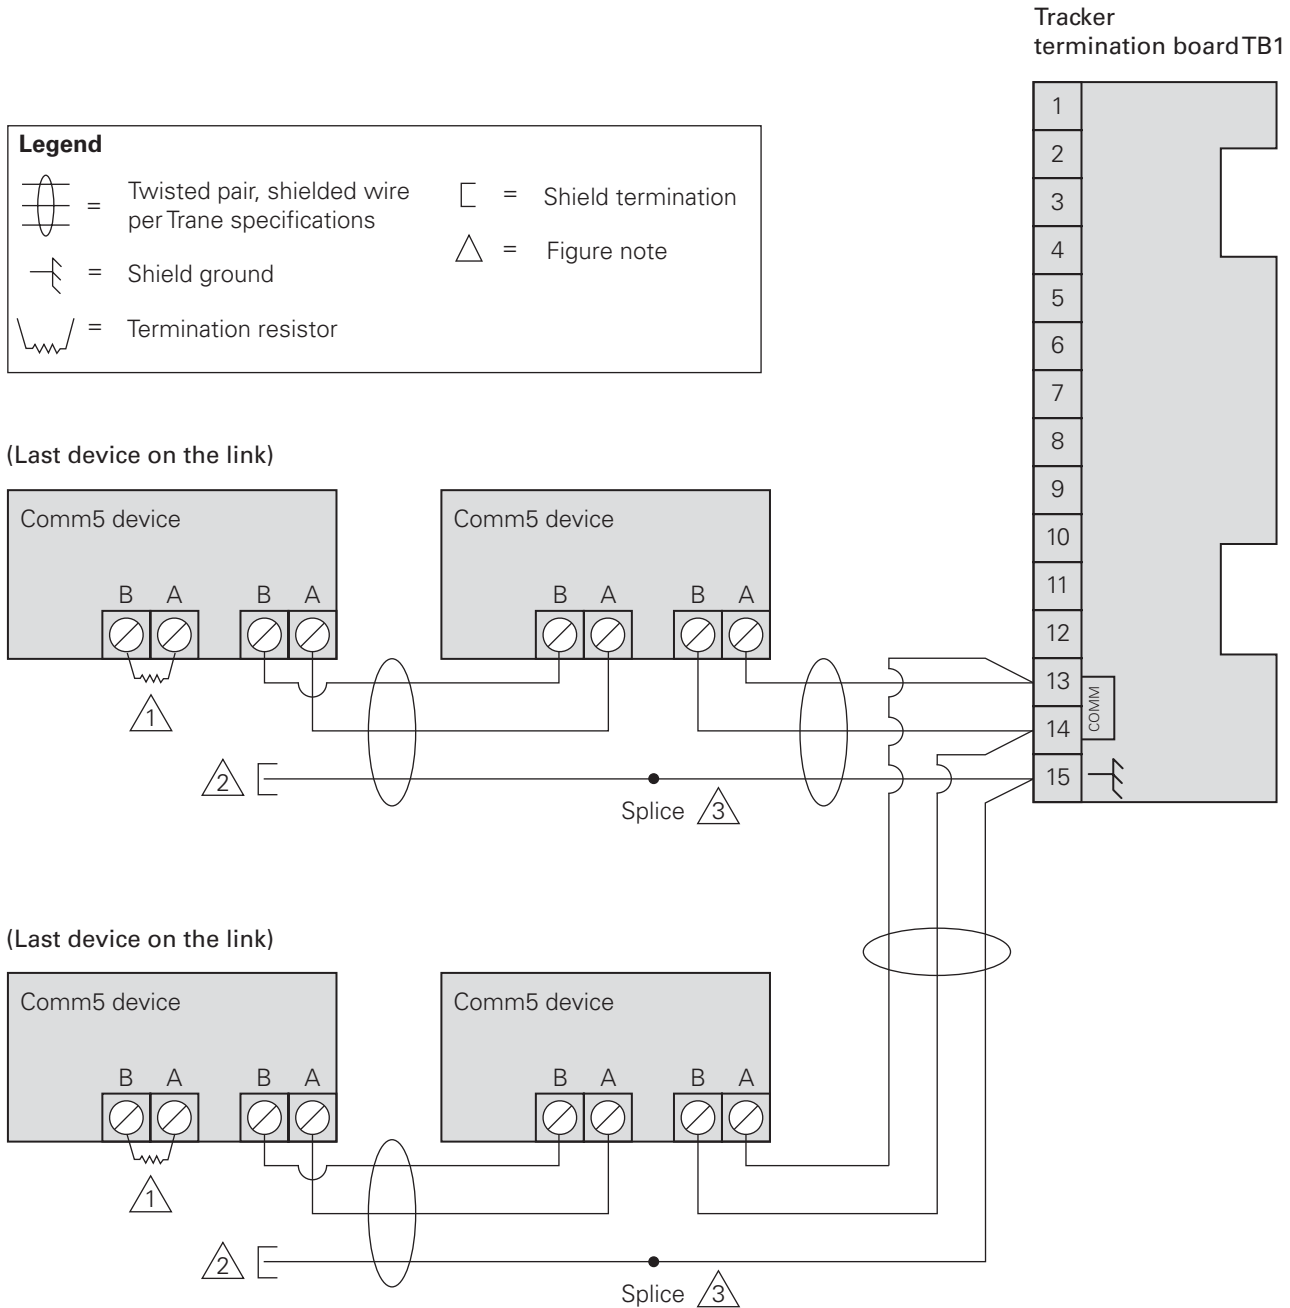 Tracker
termination board TB1
1
2
3
4
5
6
7
8
9
10
11
12
13
14
15
COMM
Legend
= Twisted pair, shielded wire
per Trane specifications
= Shield ground
= Termination resistor
= Shield termination
= Figure note
(Last device on the link)
Comm5 device
B A B A
1
Comm5 device
B A B A
2
Splice 3
(Last device on the link)
Comm5 device
B A B A
1
Comm5 device
B A B A
2
Splice 3